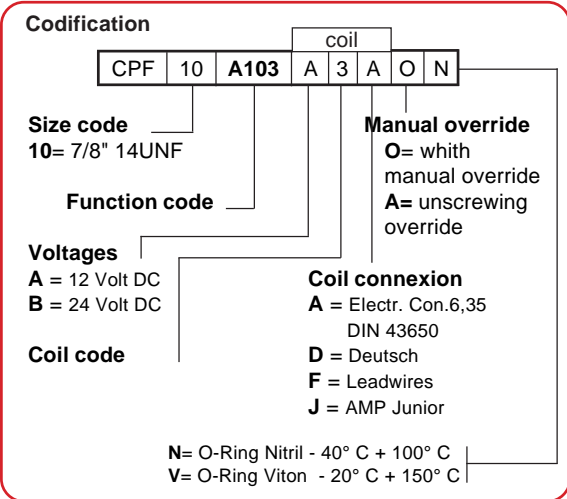 Codification
coil
CPF 10 A103 A 3 A O N
Size code
10= 7/8" 14UNF
Manual override
O= whith
manual override
A= unscrewing
override
Function code
Voltages
A = 12 Volt DC
B = 24 Volt DC
Coil connexion
A = Electr. Con.6,35
DIN 43650
D = Deutsch
F = Leadwires
J = AMP Junior
Coil code
N= O-Ring Nitril - 40° C + 100° C
V= O-Ring Viton - 20° C + 150° C